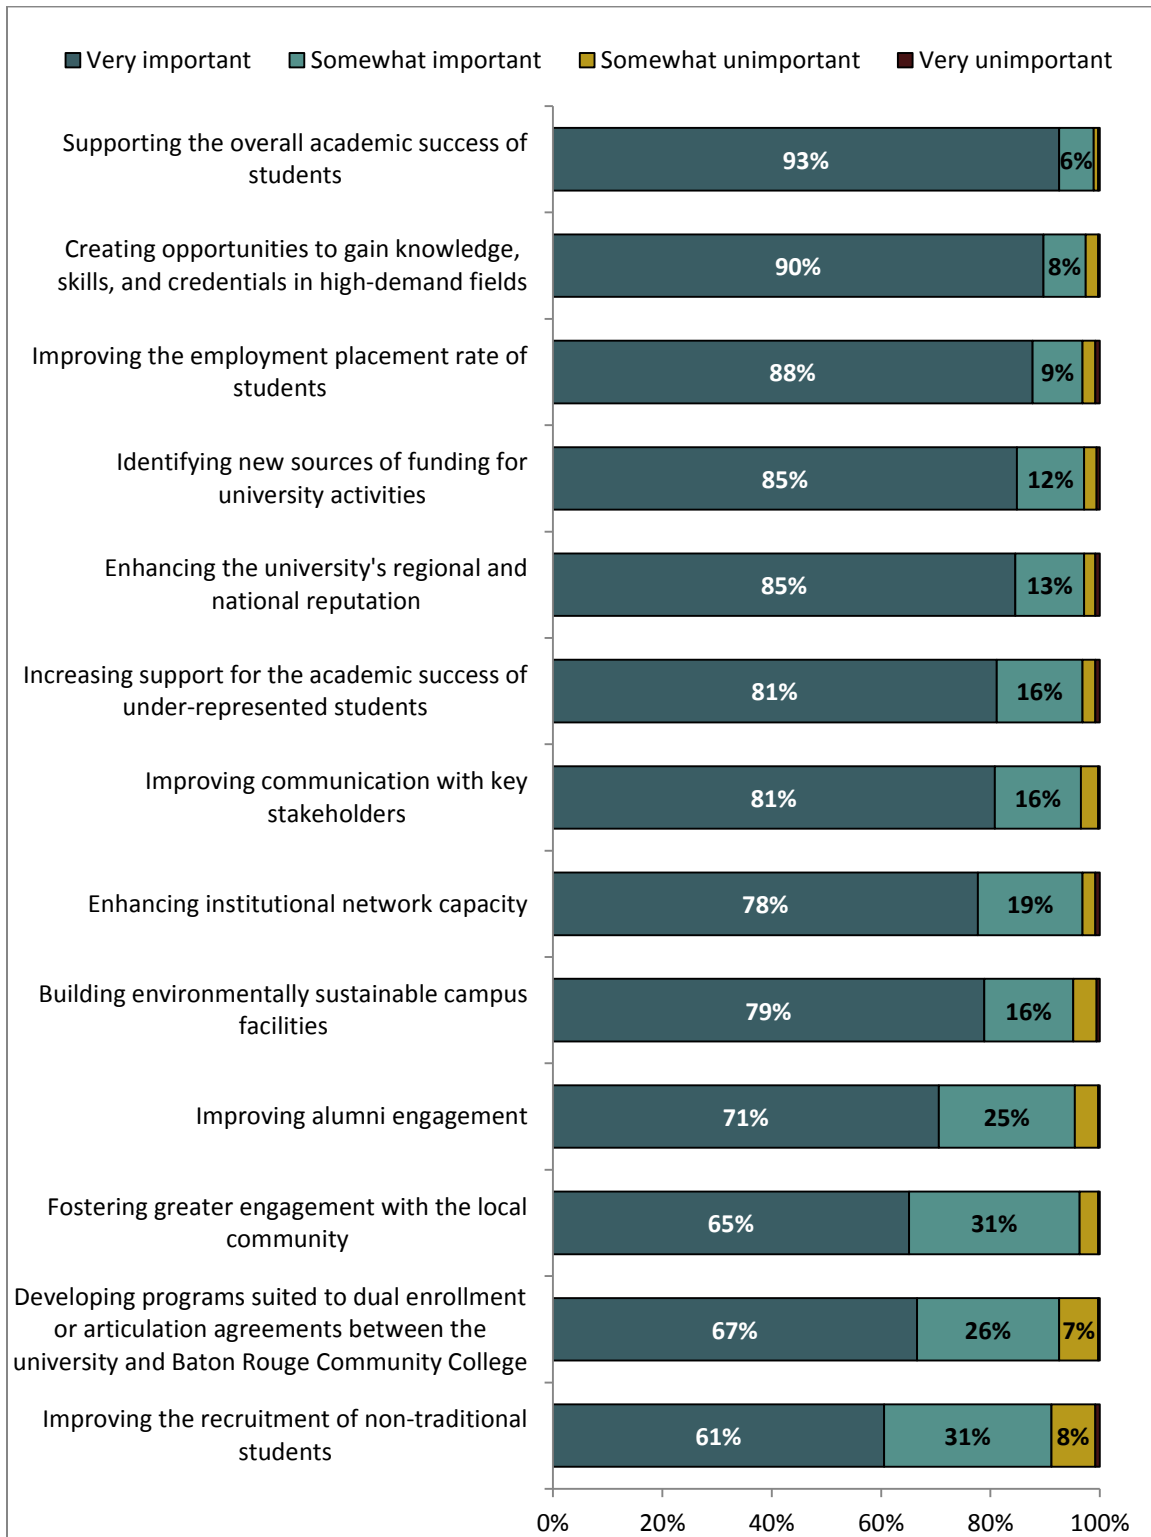 Very important Somewhat important Somewhat unimportant Very unimportant
Supporting the overall academic success of
students
93% 6%
Creating opportunities to gain knowledge,
skills, and credentials in high-demand fields
90% 8%
Improving the employment placement rate of
students
88% 9%
Identifying new sources of funding for
university activities
85% 12%
Enhancing the university's regional and
national reputation
85% 13%
Increasing support for the academic success of
under-represented students
81% 16%
Improving communication with key
stakeholders
81% 16%
Enhancing institutional network capacity
78% 19%
Building environmentally sustainable campus
facilities
79% 16%
Improving alumni engagement
71% 25%
Fostering greater engagement with the local
community
65% 31%
Developing programs suited to dual enrollment
or articulation agreements between the
university and Baton Rouge Community College
67% 26% 7%
Improving the recruitment of non-traditional
students
61% 31% 8%
0% 20% 40% 60% 80% 100%